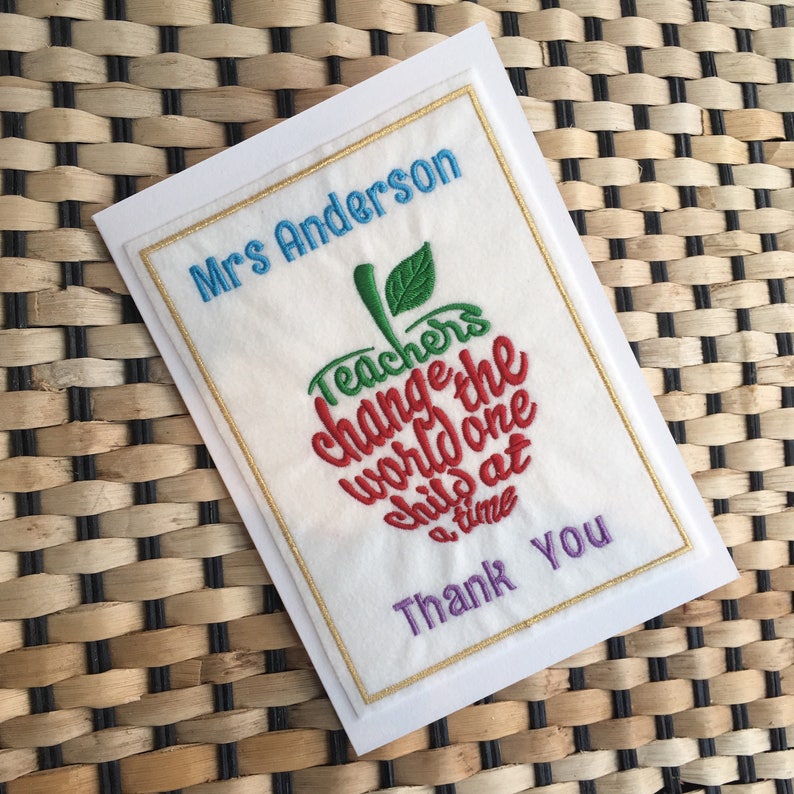 Mrs Anderson
Teachers
change the
world one
child at
a time
Thank You